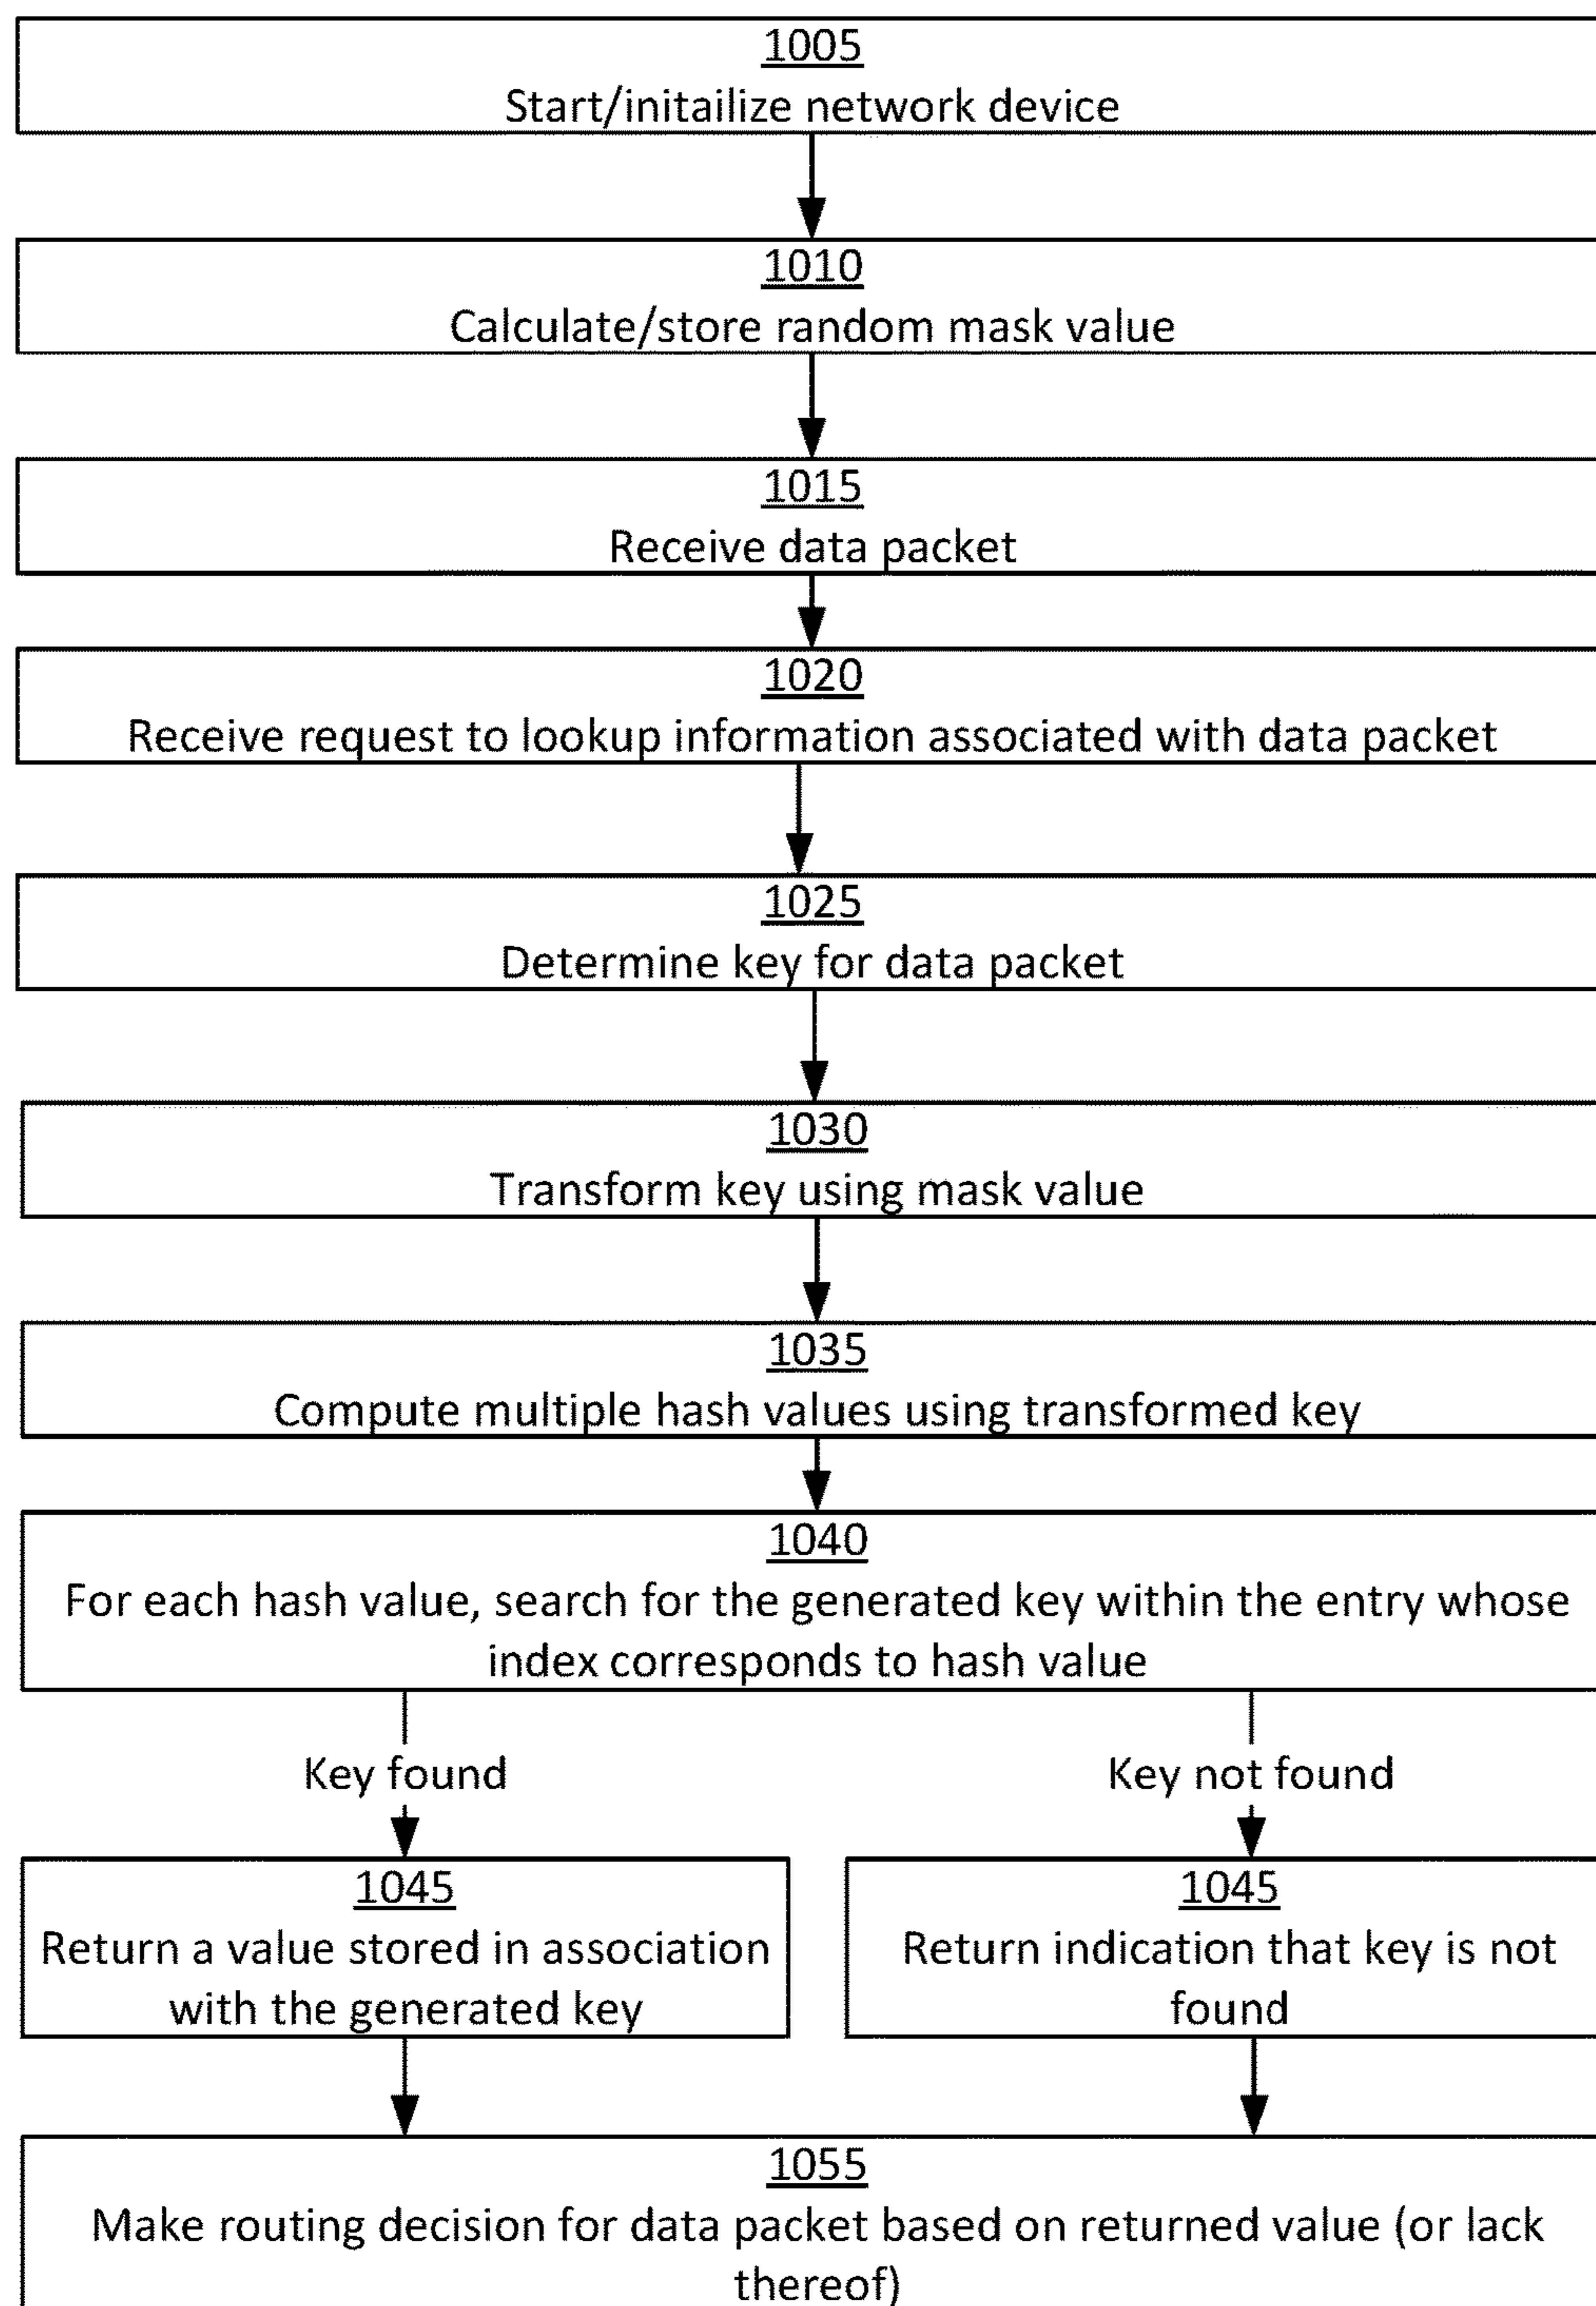 1005
Start/initailize network device
1010
Calculate/store random mask value
1015
Receive data packet
1020
Receive request to lookup information associated with data packet
1025
Determine key for data packet
1030
Transform key using mask value
1035
Compute multiple hash values using transformed key
1040
For each hash value, search for the generated key within the entry whose
index corresponds to hash value
Key found
Key not found
1045
Return a value stored in association
with the generated key
1045
Return indication that key is not
found
1055
Make routing decision for data packet based on returned value (or lack
thereof)